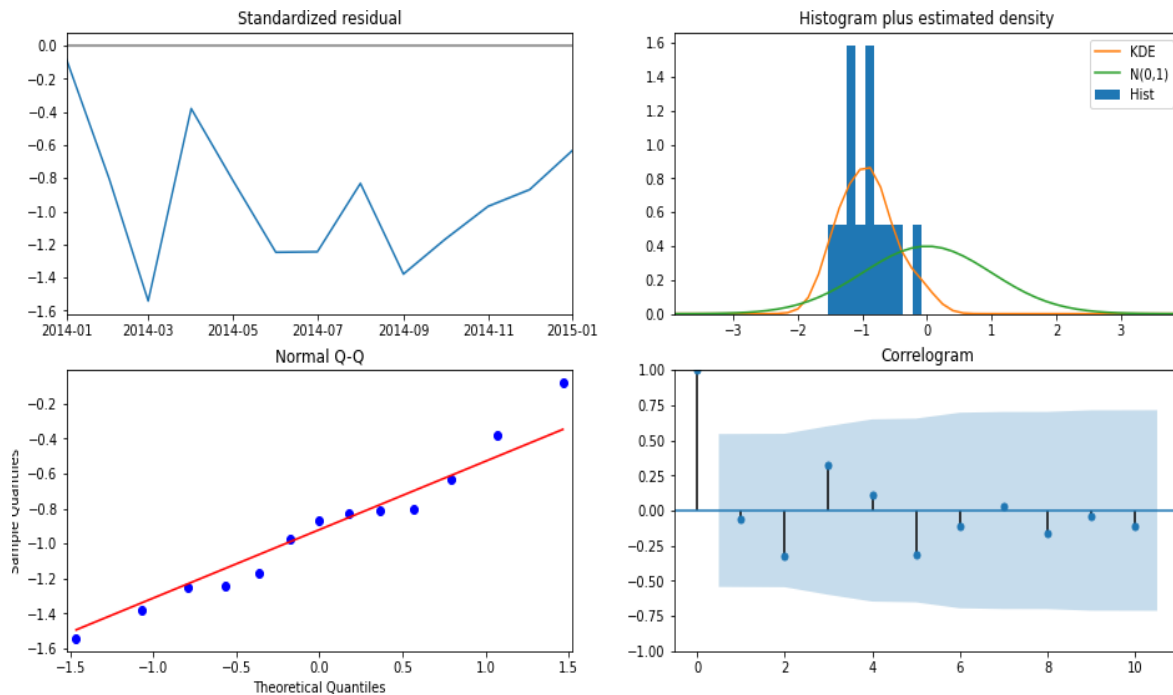 Standardized residual
0.0
−0.2
−0.4
−0.6
−0.8
−1.0
−1.2
−1.4
−1.6
2014-01 2014-03 2014-05 2014-07 2014-09 2014-11 2015-01
Histogram plus estimated density
KDE
N(0,1)
Hist
1.6
1.4
1.2
1.0
0.8
0.6
0.4
0.2
0.0
−3 −2 −1 0 1 2 3
Normal Q-Q
Sample Quantiles
−0.2
−0.4
−0.6
−0.8
−1.0
−1.2
−1.4
−1.6
−1.5 −1.0 −0.5 0.0 0.5 1.0 1.5
Theoretical Quantiles
Correlogram
1.00
0.75
0.50
0.25
0.00
−0.25
−0.50
−0.75
−1.00
0 2 4 6 8 10